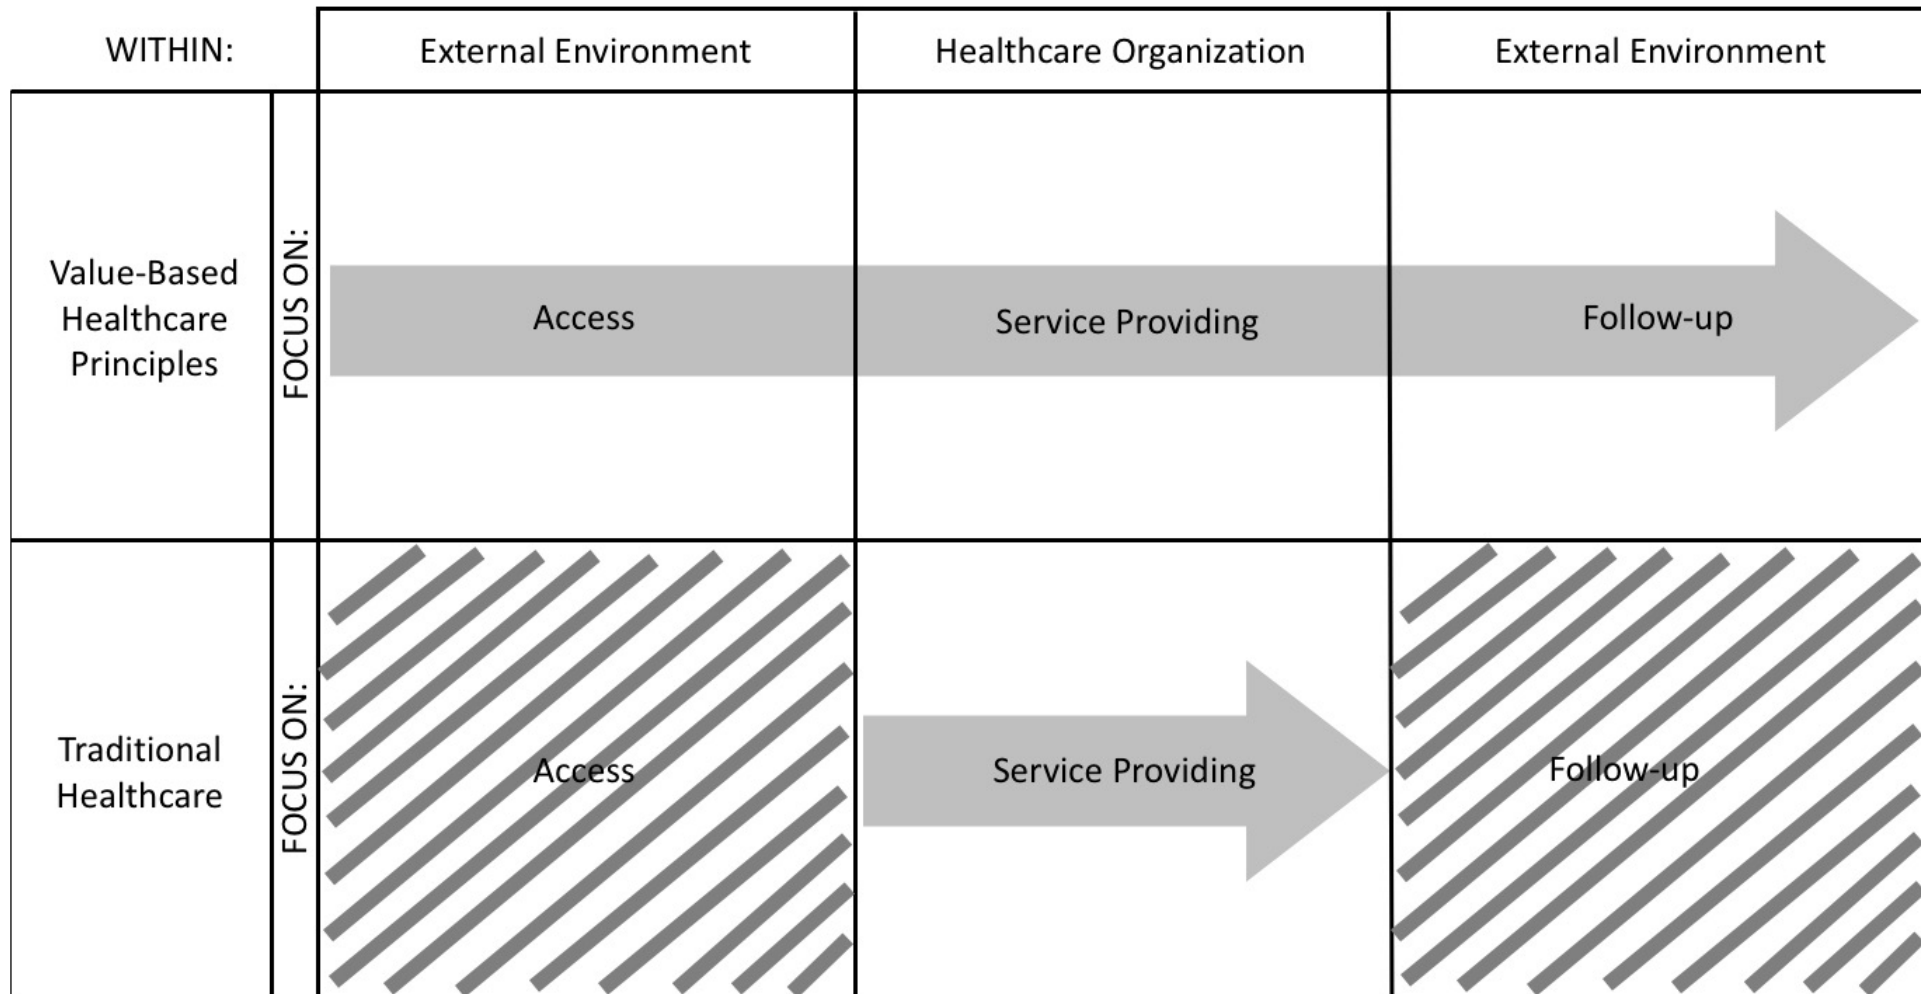 WITHIN:
External Environment
Healthcare Organization
External Environment
Value-Based
Healthcare
Principles
FOCUS ON:
Access
Service Providing
Follow-up
Traditional
Healthcare
FOCUS ON:
Access
Service Providing
Follow-up